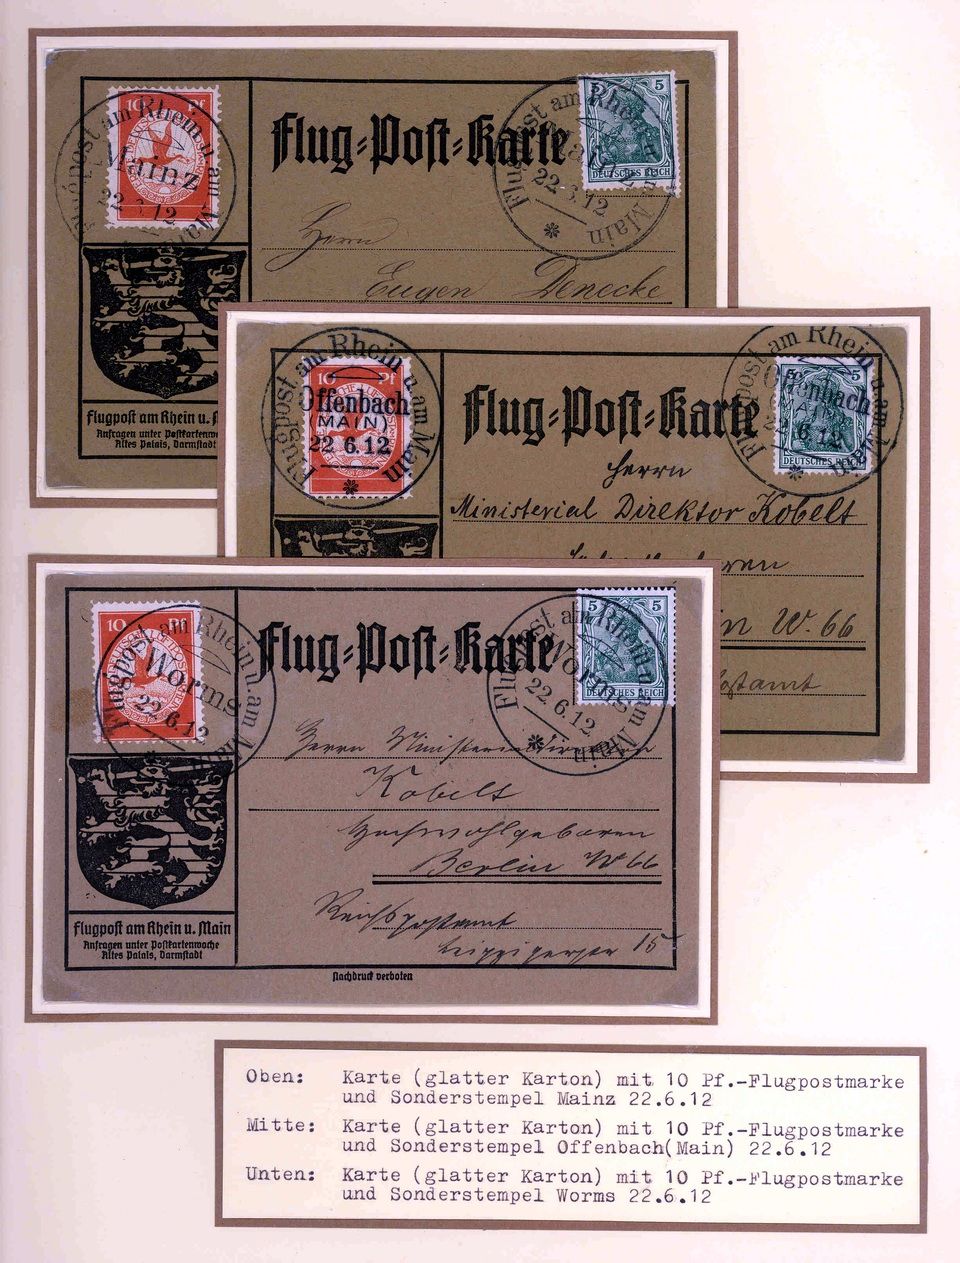 10 Pf
Flugpost am Rhein u. am Main
Mainz
22.6.12
Flug=Post=Karte
5 5
DEUTSCHES REICH
Flugpost am Rhein u. am Main
Mainz
22.6.12
Herrn
Eugen Denecke
Flugpost am Rhein u.
Anfragen unter Postkartenwo
Altes Palais, Darmstadt
10 Pf
Flugpost am Rhein u. am Main
Offenbach
(MAIN)
22.6.12
Flug=Post=Karte
5 5
DEUTSCHES REICH
Flugpost am Rhein u. am Main
Offenbach
(MAIN)
22.6.12
Herrn
Ministerial Direktor Kobelt
W. 66
10 Pf
Flugpost am Rhein u. am Main
Worms
22.6.12
Flug=Post=Karte
5 5
DEUTSCHES REICH
Flugpost am Rhein u. am Main
Worms
22.6.12
Herrn Ministerialdirektor
Kobelt
Hochwohlgeboren
Berlin W 66
Reichspostamt
Leipzigerstr 15
Flugpost am Rhein u. Main
Anfragen unter Postkartenwoche
Altes Palais, Darmstadt
Nachdruck verboten
Oben: Karte (glatter Karton) mit 10 Pf.-Flugpostmarke
und Sonderstempel Mainz 22.6.12
Mitte: Karte (glatter Karton) mit 10 Pf.-Flugpostmarke
und Sonderstempel Offenbach(Main) 22.6.12
Unten: Karte (glatter Karton) mit 10 Pf.-Flugpostmarke
und Sonderstempel Worms 22.6.12